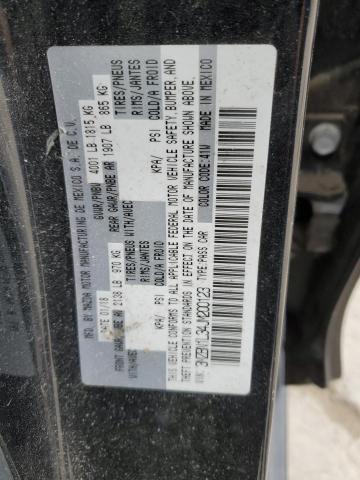 MFD BY MAZDA MOTOR MANUFACTURING DE MEXICO S.A. DE C.V.
DATE 01/18 GVWR/PNBV 4001 LB 1815 KG
FRONT GAWR/PNBE AV 2138 LB 970 KG REAR GAWR/PNBE AR 1907 LB 865 KG
WITH/AVEC TIRES/PNEUS WITH/AVEC TIRES/PNEUS
RIMS/JANTES RIMS/JANTES
KPA/ PSI COLD/A FROID KPA/ PSI COLD/A FROID
THIS VEHICLE CONFORMS TO ALL APPLICABLE FEDERAL MOTOR VEHICLE SAFETY, BUMPER, AND
THEFT PREVENTION STANDARDS IN EFFECT ON THE DATE OF MANUFACTURE SHOWN ABOVE.
TYPE:PASS CAR
COLOR CODE:41W MADE IN MEXICO